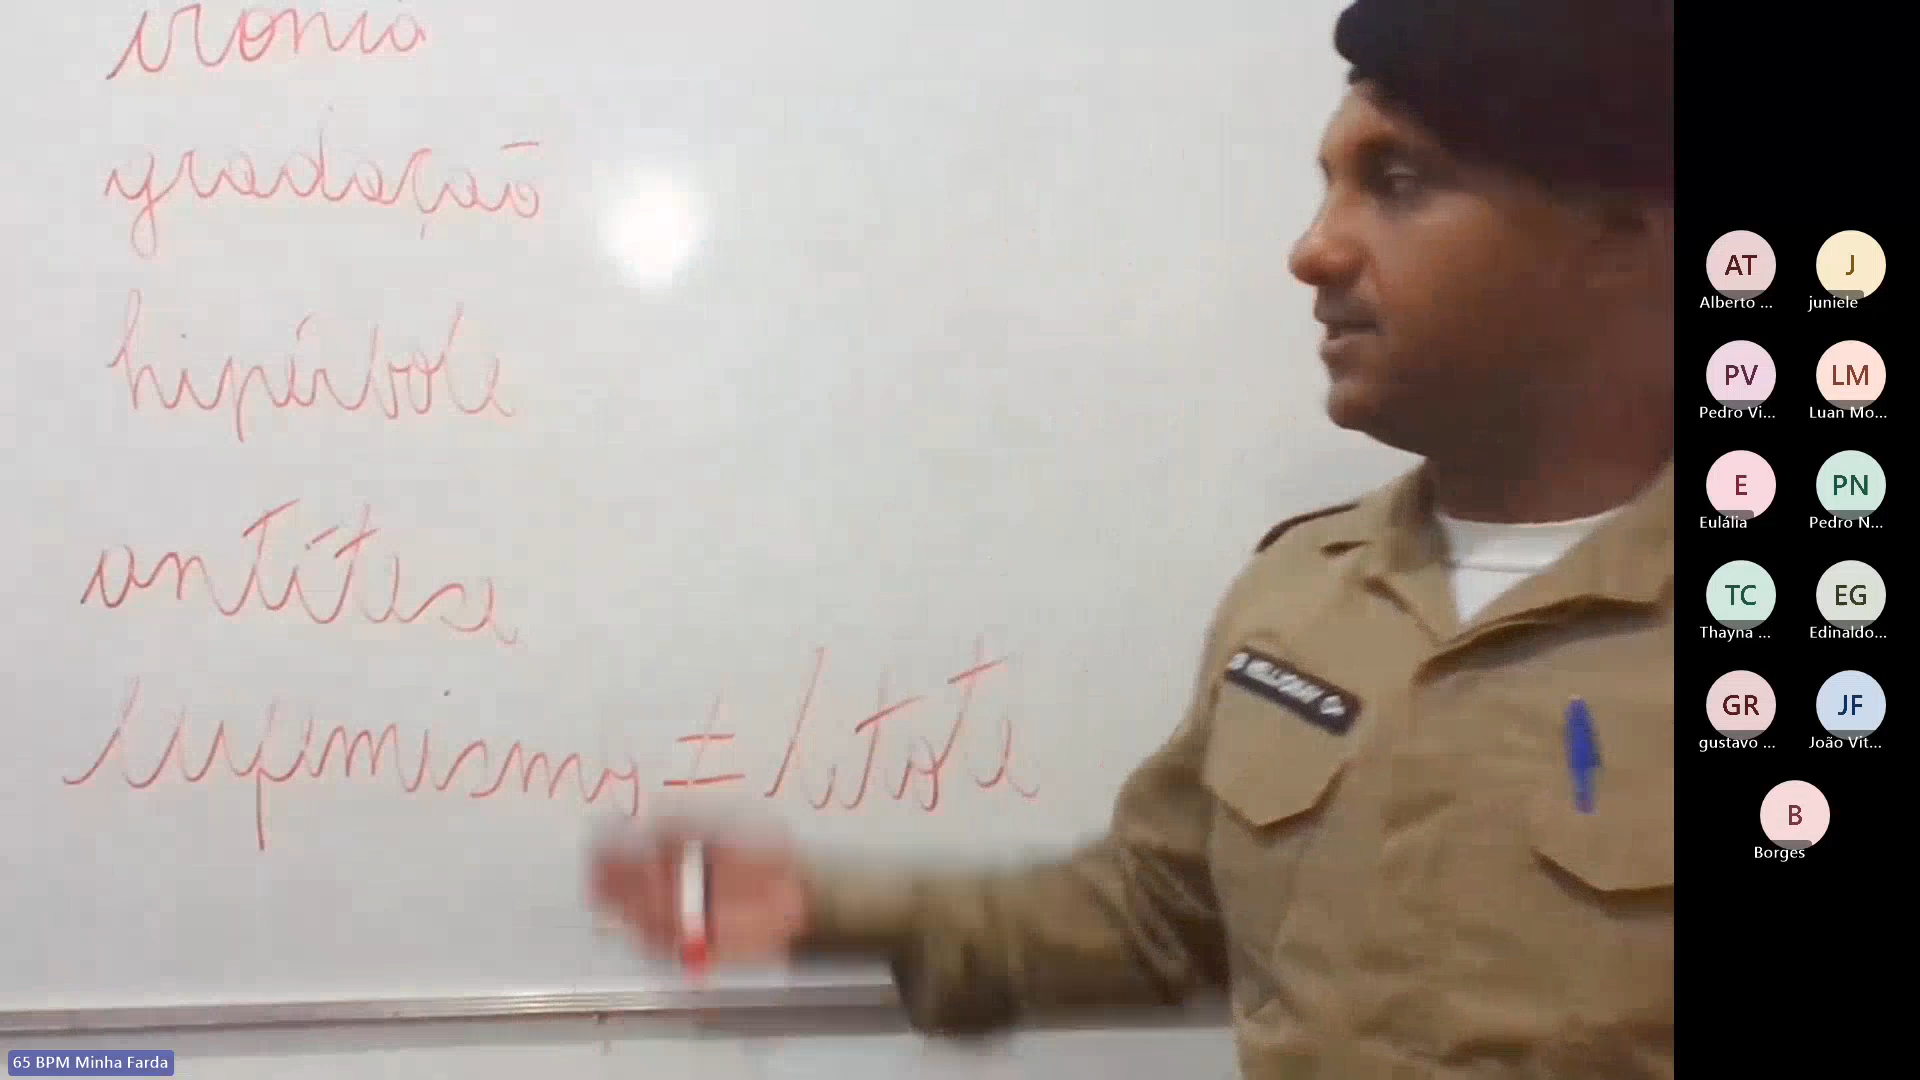 ironia
gradação
hipérbole
antítese
eufemismo ± litote
AT
Alberto ...
J
juniele
PV
Pedro Vi...
LM
Luan Mo...
E
Eulália
PN
Pedro N...
TC
Thayna ...
EG
Edinaldo...
GR
gustavo ...
JF
João Vit...
B
Borges
65 BPM Minha Farda